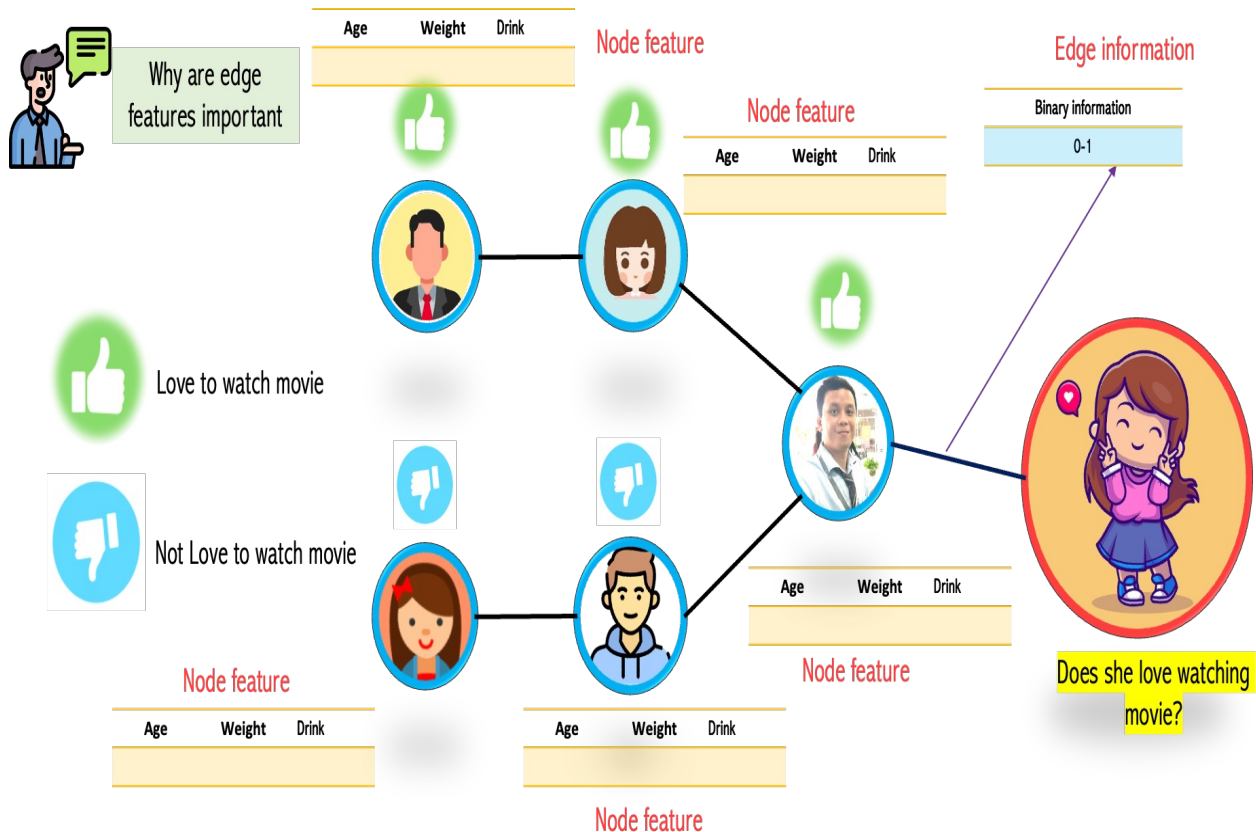 Why are edge
features important
Age Weight Drink
Node feature
Edge information
Binary information
0-1
Node feature
Age Weight Drink
Love to watch movie
Not Love to watch movie
Age Weight Drink
Node feature
Does she love watching
movie?
Node feature
Age Weight Drink
Age Weight Drink
Node feature